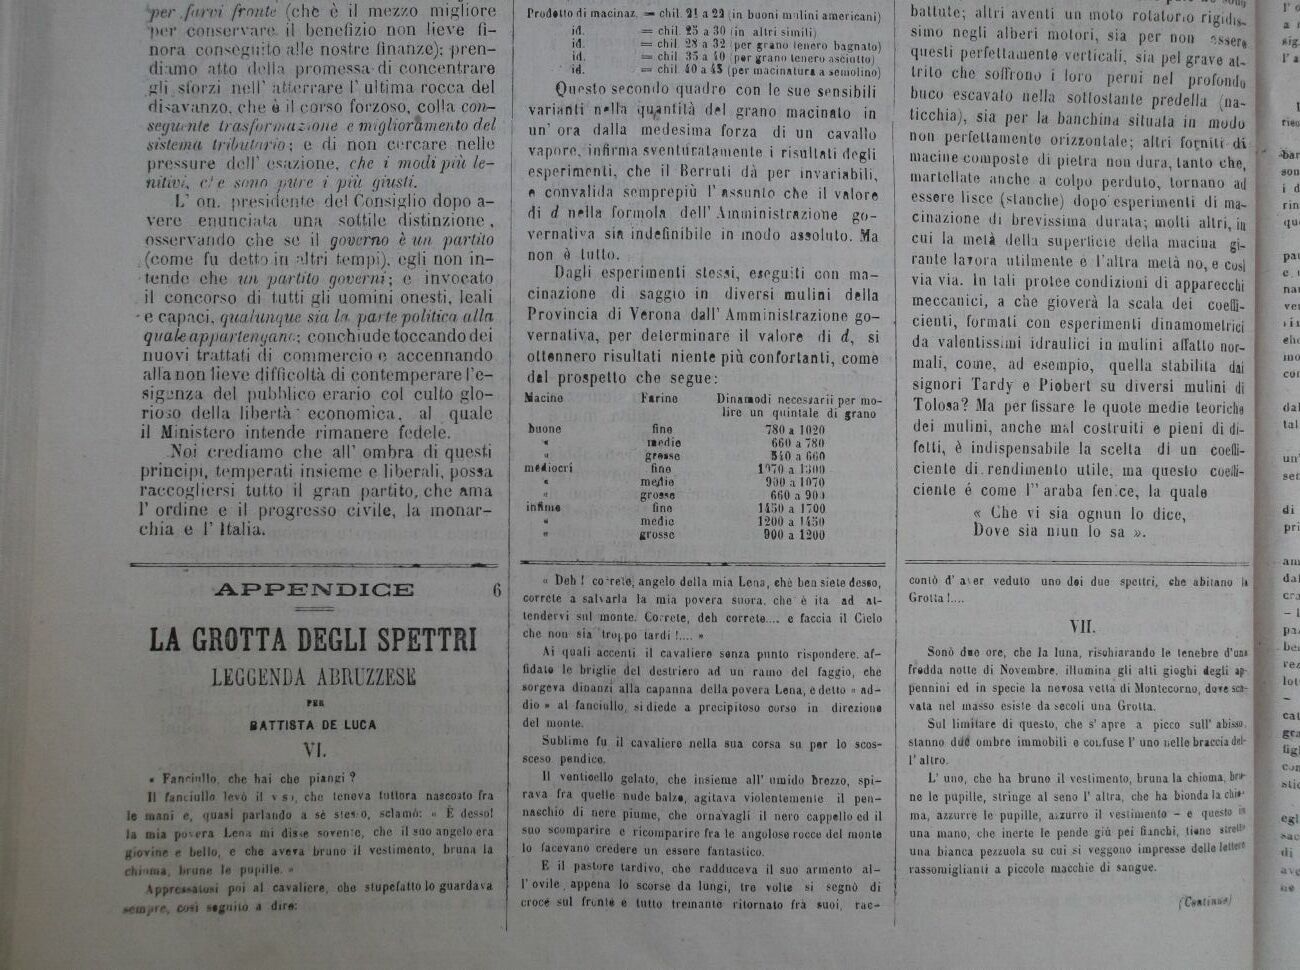 per farvi fronte (che è il mezzo migliore
per conservare il benefizio non lieve fi-
nora conseguito alle nostre finanze); pren-
diamo atto della promessa di concentrare
gli sforzi nell' atterrare l' ultima rocca del
disavanzo, che è il corso forzoso, colla con-
seguente trasformazione e miglioramento del
sistema tributario; e di non cercare nelle
pressure dell' esazione, che i modi più le-
nitivi, che sono pure i più giusti.
L' on. presidente del Consiglio dopo a-
vere enunciata una sottile distinzione,
osservando che se il governo è un partito
(come fu detto in altri tempi), egli non in-
tende che un partito governi; e invocato
il concorso di tutti gli uomini onesti, leali
e capaci, qualunque sia la parte politica alla
quale appartengano; conchiude toccando dei
nuovi trattati di commercio e accennando
alla non lieve difficoltà di contemperare l'e-
sigenza del pubblico erario col culto glo-
rioso della libertà economica, al quale
il Ministero intende rimanere fedele.
Noi crediamo che all' ombra di questi
principi, temperati insieme e liberali, possa
raccogliersi tutto il gran partito, che ama
l' ordine e il progresso civile, la monar-
chia e l' Italia.
Prodotto di macinaz. = chil. 21 a 22 (in buoni mulini americani)
id. = chil. 25 a 30 (in altri simili)
id. = chil. 28 a 32 (per grano tenero bagnato)
id. = chil. 35 a 40 (per grano tenero asciutto)
id. = chil. 40 a 45 (per macinatura a semolino)
Questo secondo quadro con le sue sensibili
varianti nella quantità del grano macinato in
un' ora dalla medesima forza di un cavallo
vapore, infirma sventuratamente i risultati degli
esperimenti, che il Berruti dà per invariabili,
e convalida semprepiù l' assunto che il valore
di d nella formola dell' Amministrazione go-
vernativa sia indefinibile in modo assoluto. Ma
non è tutto.
Dagli esperimenti stessi, eseguiti con ma-
cinazione di saggio in diversi mulini della
Provincia di Verona dall' Amministrazione go-
vernativa, per determinare il valore di d, si
ottennero risultati niente più confortanti, come
dal prospetto che segue:
Macine Farine Dinamodi necessarii per mo-
lire un quintale di grano
buone fine 780 a 1020
« medie 660 a 780
« grosse 540 a 660
mediocri fine 1070 a 1300
« medie 900 a 1070
« grosse 660 a 900
infime fine 1450 a 1700
« medie 1200 a 1450
« grosse 900 a 1200
battute; altri aventi un moto rotatorio rigidis-
simo negli alberi motori, sia per non essere
questi perfettamente verticali, sia pel grave at-
trito che soffrono i loro perni nel profondo
buco escavato nella sottostante predella (na-
ticchia), sia per la banchina situata in modo
non perfettamente orizzontale; altri forniti di
macine composte di pietra non dura, tanto che,
martellate anche a colpo perduto, tornano ad
essere lisce (stanche) dopo esperimenti di ma-
cinazione di brevissima durata; molti altri, in
cui la metà della superficie della macina gi-
rante lavora utilmente e l'altra metà no, e così
via via. In tali protee condizioni di apparecchi
meccanici, a che gioverà la scala dei coeffi-
cienti, formati con esperimenti dinamometrici
da valentissimi idraulici in mulini affatto nor-
mali, come, ad esempio, quella stabilita dai
signori Tardy e Piobert su diversi mulini di
Tolosa? Ma per fissare le quote medie teoriche
dei mulini, anche mal costruiti e pieni di di-
fetti, è indispensabile la scelta di un coeffi-
ciente di rendimento utile, ma questo coeffi-
ciente é come l'' araba fenice, la quale
« Che vi sia ognun lo dice,
Dove sia niun lo sa ».
APPENDICE 6
LA GROTTA DEGLI SPETTRI
LEGGENDA ABRUZZESE
PER
BATTISTA DE LUCA
VI.
« Fanciullo, che hai che piangi ?
Il fanciullo levò il viso, che teneva tuttora nascosto fra
le mani e, quasi parlando a sè stesso, sclamò: « È desso!
la mia povera Lena mi disse sovente, che il suo angelo era
giovine e bello, e che aveva bruno il vestimento, bruna la
chioma, brune le pupille. »
Appressatosi poi al cavaliere, che stupefatto lo guardava
sempre, così seguitò a dire:
« Deh ! correte, angelo della mia Lena, chè ben siete desso,
correte a salvarla la mia povera suora, che è ita ad at-
tendervi sul monte. Correte, deh correte.... e faccia il Cielo
che non sia troppo tardi !.... »
Ai quali accenti il cavaliere senza punto rispondere, af-
fidate le briglie del destriero ad un ramo del faggio, che
sorgeva dinanzi alla capanna della povera Lena, e detto « ad-
dio » al fanciullo, si diede a precipitoso corso in direzione
del monte.
Sublime fu il cavaliere nella sua corsa su per lo scos-
sceso pendico.
Il venticello gelato, che insieme all' umido brezzo, spi-
rava fra quelle nude balze, agitava violentemente il pen-
nacchio di nere piume, che ornavagli il nero cappello ed il
suo scomparire e ricomparire fra le angolose rocce del monte
lo facevano credere un essere fantastico.
E il pastore tardivo, che radduceva il suo armento al-
l' ovile, appena lo scorse da lungi, tre volte si segnò di
croce sul fronte e tutto tremante ritornato fra suoi, rac-
contò d' aver veduto uno dei due spettri, che abitano la
Grotta !....
VII.
Sono due ore, che la luna, rischiarando le tenebre d'una
fredda notte di Novembre, illumina gli alti gioghi degli ap-
pennini ed in specie la nevosa vetta di Montecorno, dove sca-
vata nel masso esiste da secoli una Grotta.
Sul limitare di questo, che s' apre a picco sull' abisso,
stanno due ombre immobili e confuse l' uno nelle braccia del-
l' altro.
L' uno, che ha bruno il vestimento, bruna la chioma, bru-
ne le pupille, stringe al seno l' altra, che ha bionda la chio-
ma, azzurre le pupille, azzurro il vestimento - e questo in
una mano, che inerte le pende giù pei fianchi, tiene stretto
una bianca pezzuola su cui si veggono impresse delle lettere
rassomiglianti a piccole macchie di sangue.
(Continua)